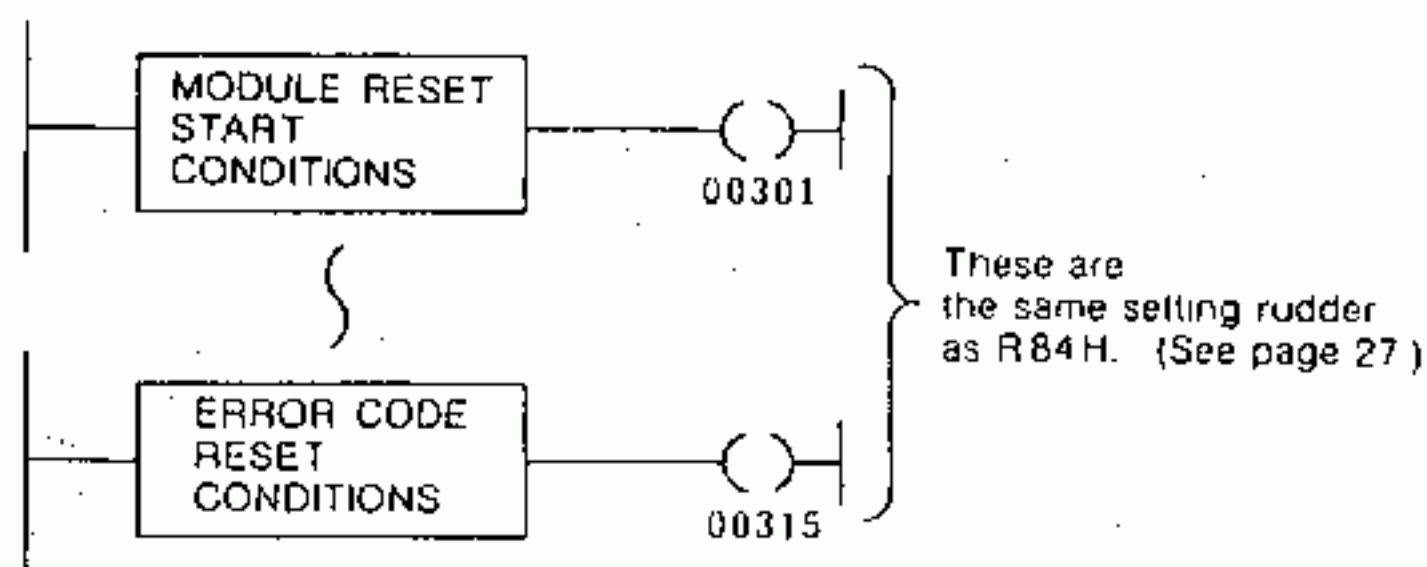 MODULE RESET
START
CONDITIONS
00301
These are
the same setting rudder
as R84H. (See page 27)
ERROR CODE
RESET
CONDITIONS
00315